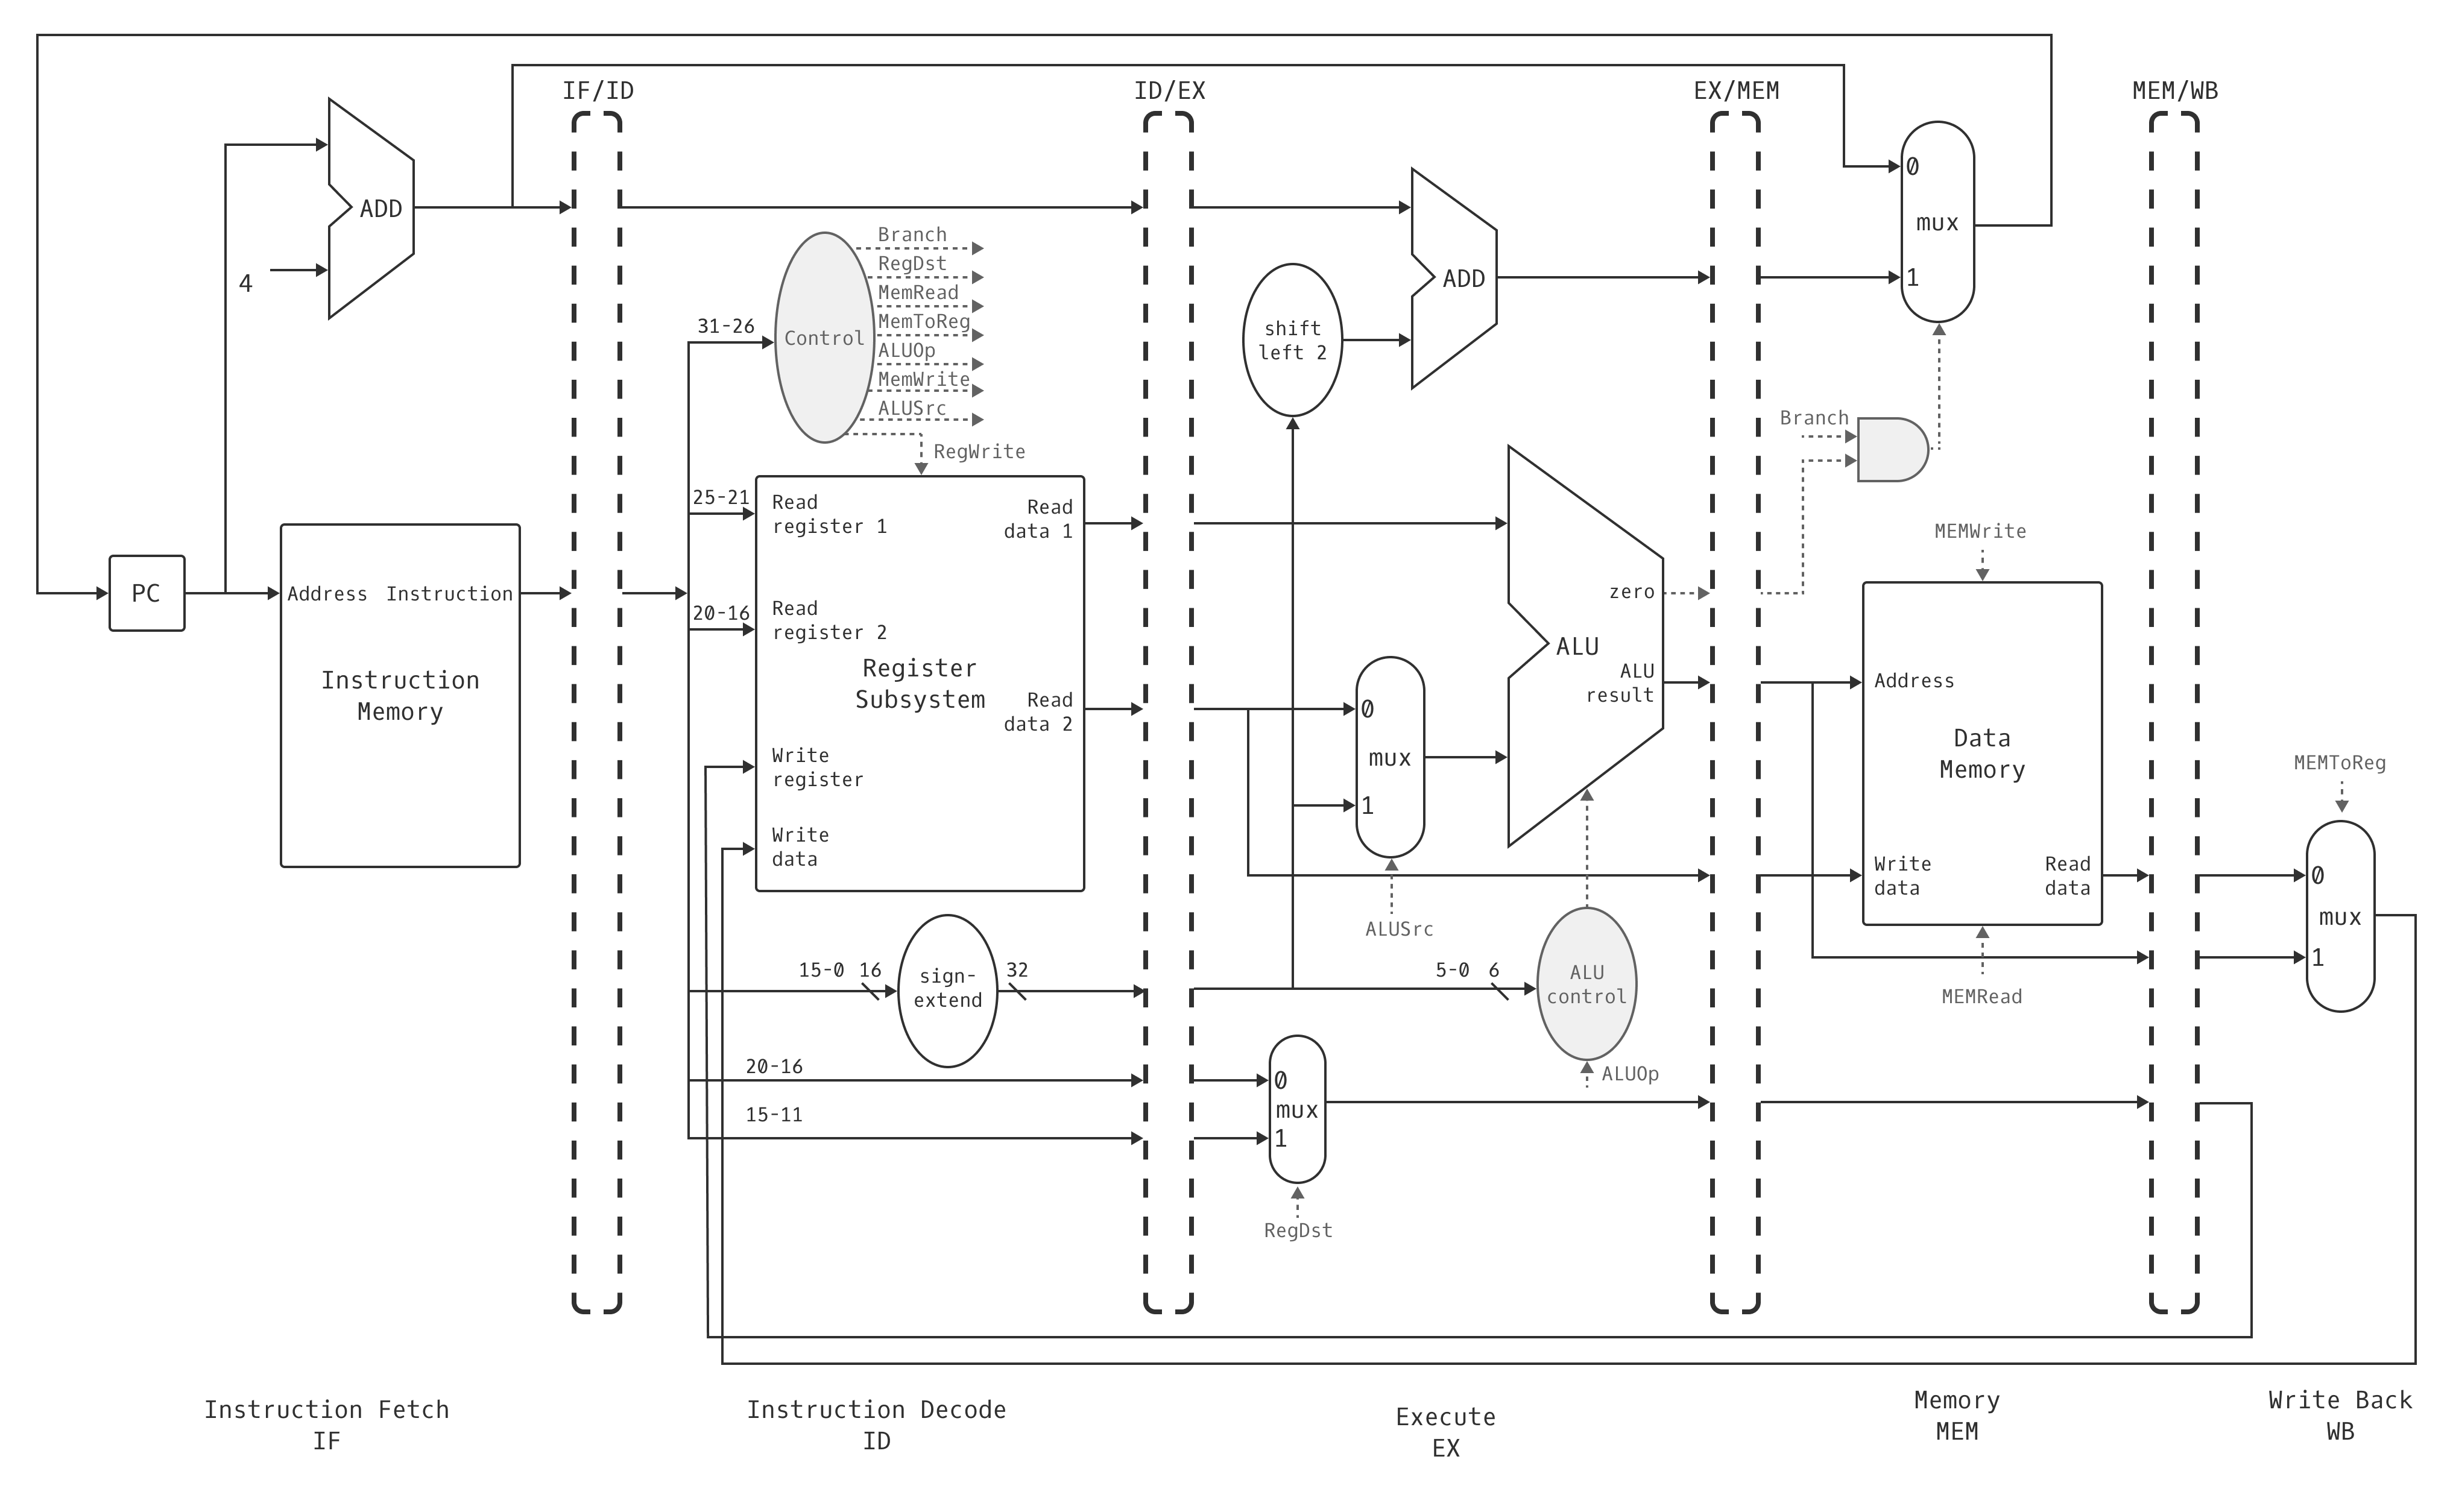 IF/ID
ID/EX
EX/MEM
MEM/WB
ADD
4
Branch
RegDst
MemRead
MemToReg
ALUOp
MemWrite
ALUSrc
RegWrite
Control
31-26
25-21
20-16
shift
left 2
ADD
0
mux
1
Branch
PC
Address Instruction
Instruction
Memory
Read
register 1
Read
data 1
Read
register 2
Register
Subsystem
Read
data 2
Write
register
Write
data
zero
ALU
ALU
result
0
mux
1
ALUSrc
MEMWrite
Address
Data
Memory
Write
data
Read
data
MEMRead
MEMToReg
0
mux
1
15-0 16
sign-
extend
32
5-0 6
ALU
control
ALUOp
20-16
15-11
0
mux
1
RegDst
Instruction Fetch
IF
Instruction Decode
ID
Execute
EX
Memory
MEM
Write Back
WB